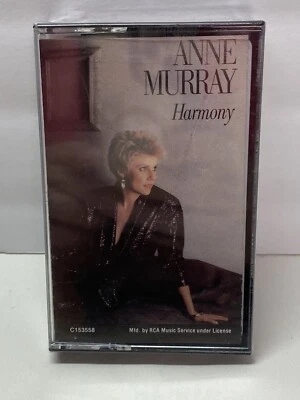 ANNE
MURRAY
Harmony
C153558 Mfd. by RCA Music Service under License